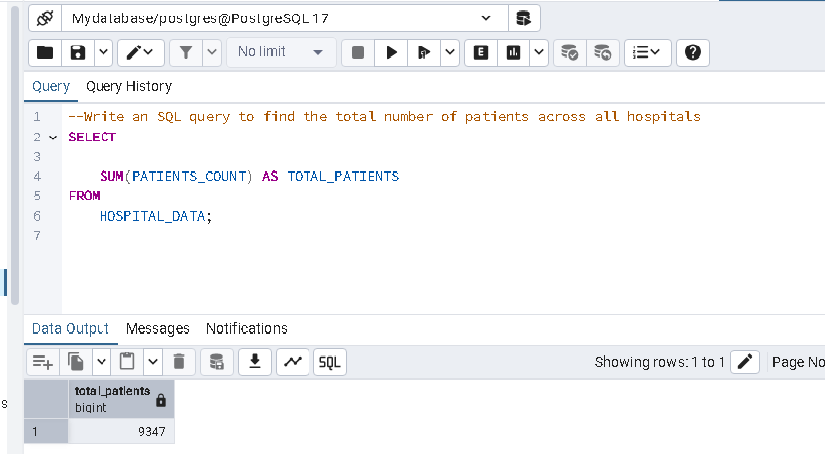 Mydatabase/postgres@PostgreSQL 17
No limit
E
Query Query History
1 --Write an SQL query to find the total number of patients across all hospitals
2 SELECT
3
4 SUM(PATIENTS_COUNT) AS TOTAL_PATIENTS
5 FROM
6 HOSPITAL_DATA;
7
Data Output Messages Notifications
SQL Showing rows: 1 to 1 Page No
s
total_patients
bigint
1 9347